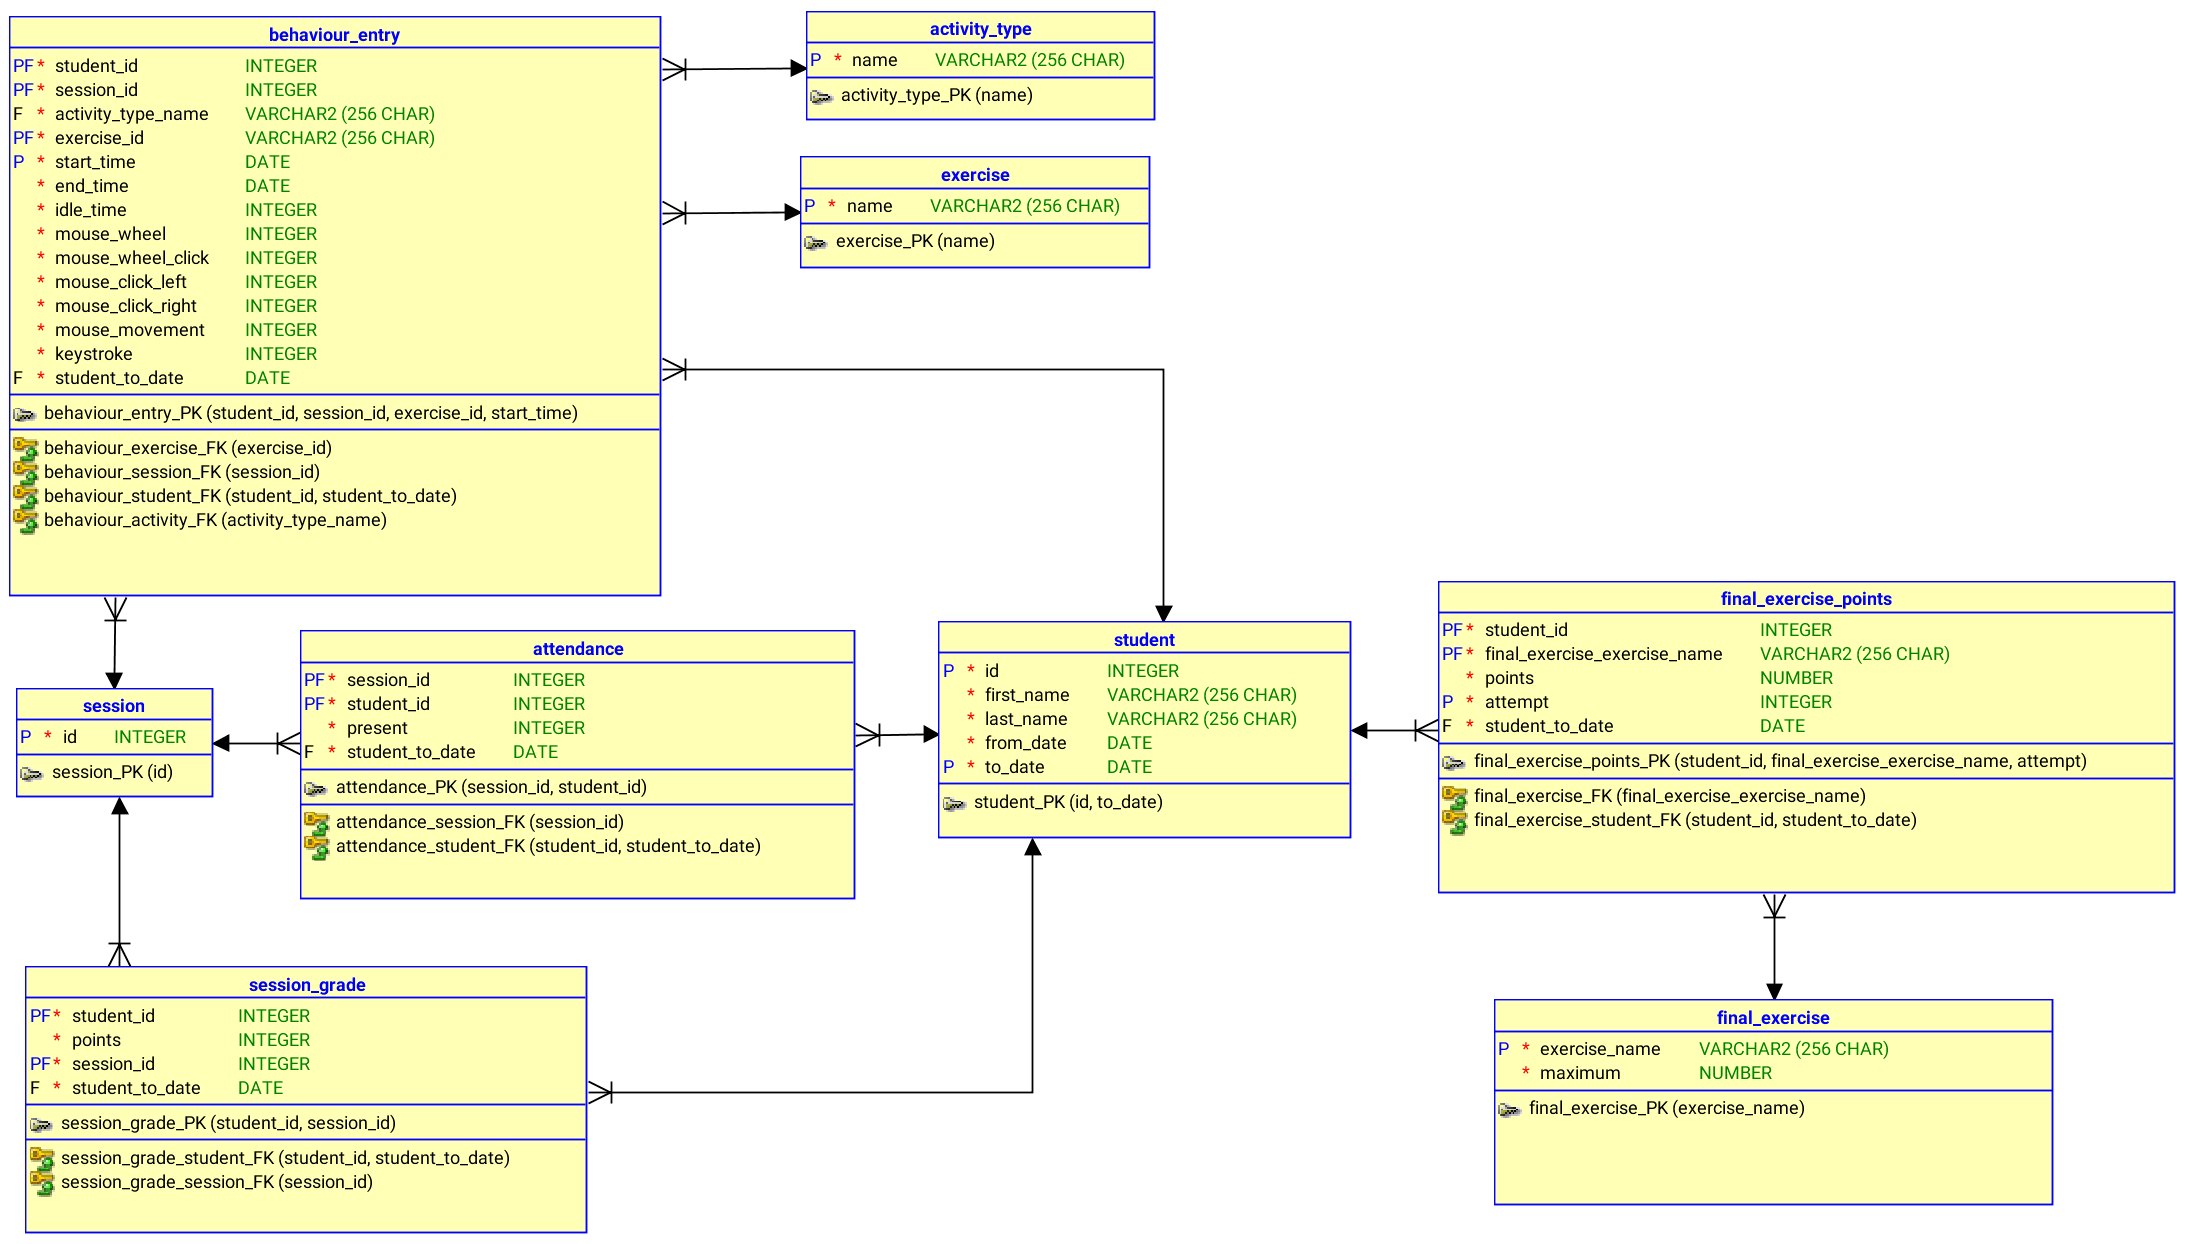 behaviour_entry
PF * student_id INTEGER
PF * session_id INTEGER
F * activity_type_name VARCHAR2 (256 CHAR)
PF * exercise_id VARCHAR2 (256 CHAR)
P * start_time DATE
* end_time DATE
* idle_time INTEGER
* mouse_wheel INTEGER
* mouse_wheel_click INTEGER
* mouse_click_left INTEGER
* mouse_click_right INTEGER
* mouse_movement INTEGER
* keystroke INTEGER
F * student_to_date DATE
behaviour_entry_PK (student_id, session_id, exercise_id, start_time)
behaviour_exercise_FK (exercise_id)
behaviour_session_FK (session_id)
behaviour_student_FK (student_id, student_to_date)
behaviour_activity_FK (activity_type_name)
activity_type
P * name VARCHAR2 (256 CHAR)
activity_type_PK (name)
exercise
P * name VARCHAR2 (256 CHAR)
exercise_PK (name)
session
P * id INTEGER
session_PK (id)
attendance
PF * session_id INTEGER
PF * student_id INTEGER
* present INTEGER
F * student_to_date DATE
attendance_PK (session_id, student_id)
attendance_session_FK (session_id)
attendance_student_FK (student_id, student_to_date)
student
P * id INTEGER
* first_name VARCHAR2 (256 CHAR)
* last_name VARCHAR2 (256 CHAR)
* from_date DATE
P * to_date DATE
student_PK (id, to_date)
final_exercise_points
PF * student_id INTEGER
PF * final_exercise_exercise_name VARCHAR2 (256 CHAR)
* points NUMBER
P * attempt INTEGER
F * student_to_date DATE
final_exercise_points_PK (student_id, final_exercise_exercise_name, attempt)
final_exercise_FK (final_exercise_exercise_name)
final_exercise_student_FK (student_id, student_to_date)
session_grade
PF * student_id INTEGER
* points INTEGER
PF * session_id INTEGER
F * student_to_date DATE
session_grade_PK (student_id, session_id)
session_grade_student_FK (student_id, student_to_date)
session_grade_session_FK (session_id)
final_exercise
P * exercise_name VARCHAR2 (256 CHAR)
* maximum NUMBER
final_exercise_PK (exercise_name)